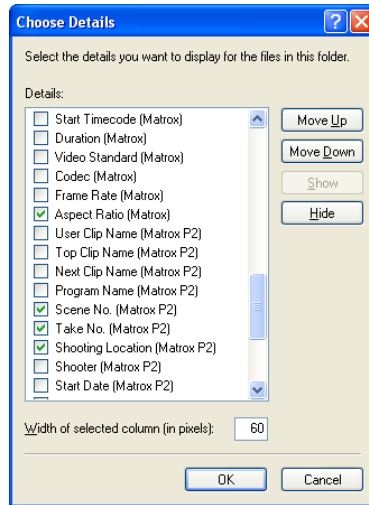 Choose Details
?
Select the details you want to display for the files in this folder.
Details:
Start Timecode (Matrox)
Duration (Matrox)
Video Standard (Matrox)
Codec (Matrox)
Frame Rate (Matrox)
Aspect Ratio (Matrox)
User Clip Name (Matrox P2)
Top Clip Name (Matrox P2)
Next Clip Name (Matrox P2)
Program Name (Matrox P2)
Scene No. (Matrox P2)
Take No. (Matrox P2)
Shooting Location (Matrox P2)
Shooter (Matrox P2)
Start Date (Matrox P2)
Move Up
Move Down
Show
Hide
Width of selected column (in pixels): 60
OK Cancel